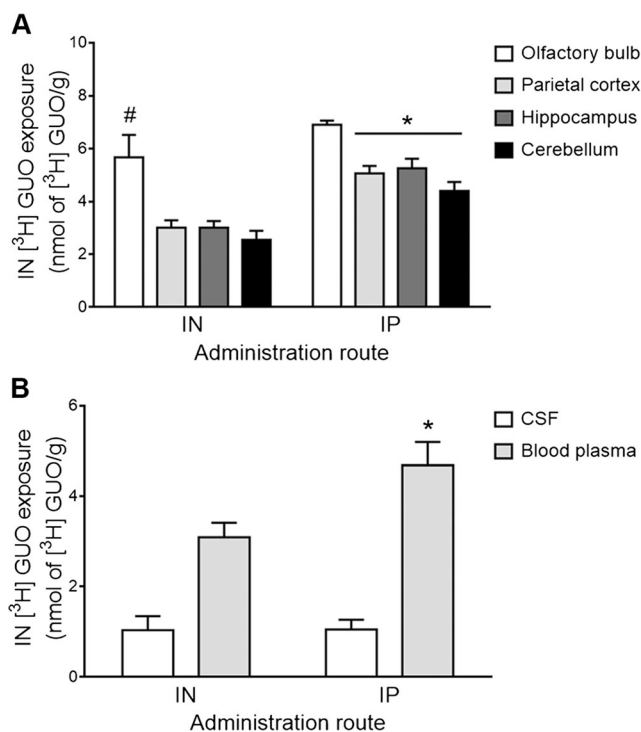 A
IN [³H] GUO exposure
(nmol of [³H] GUO/g)
10
8
6
4
2
0
#
*
Olfactory bulb
Parietal cortex
Hippocampus
Cerebellum
IN
IP
Administration route
B
IN [³H] GUO exposure
(nmol of [³H] GUO/g)
6
4
2
0
*
CSF
Blood plasma
IN
IP
Administration route